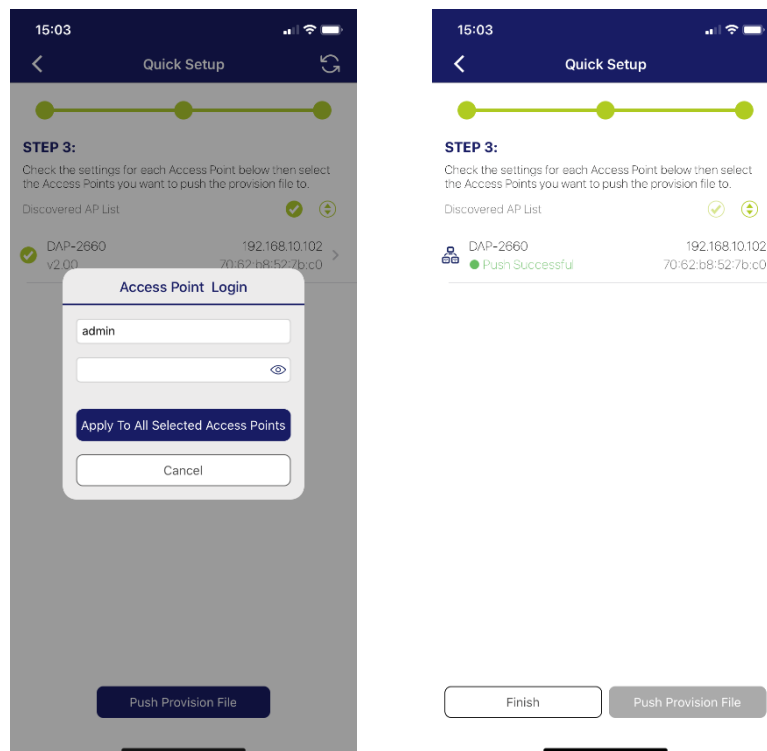 15:03
Quick Setup
STEP 3:
Check the settings for each Access Point below then select
the Access Points you want to push the provision file to.
Discovered AP List
DAP-2660
192.168.10.102
v2.00
70:62:b8:52:7b:c0
Access Point Login
admin
Apply To All Selected Access Points
Cancel
Push Provision File
15:03
Quick Setup
STEP 3:
Check the settings for each Access Point below then select
the Access Points you want to push the provision file to.
Discovered AP List
DAP-2660
192.168.10.102
Push Successful
70:62:b8:52:7b:c0
Finish
Push Provision File